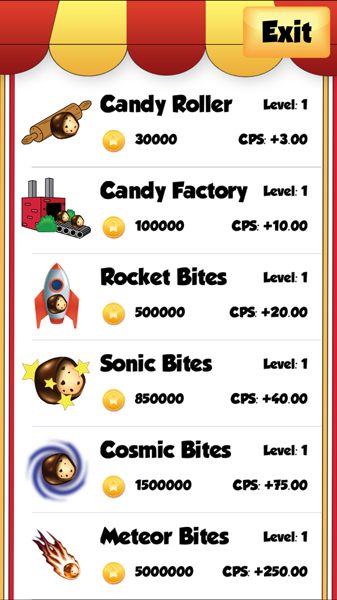 Exit
Candy Roller Level: 1
30000 CPS: +3.00
Candy Factory Level: 1
100000 CPS: +10.00
Rocket Bites Level: 1
500000 CPS: +20.00
Sonic Bites Level: 1
850000 CPS: +40.00
Cosmic Bites Level: 1
1500000 CPS: +75.00
Meteor Bites Level: 1
5000000 CPS: +250.00